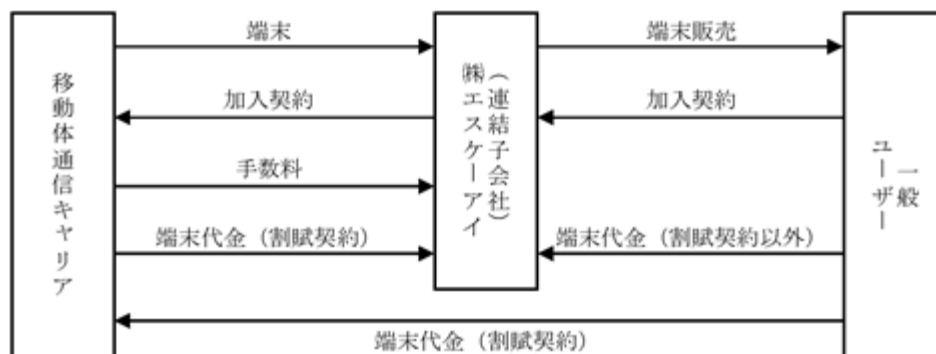 移動体通信キャリア
端末
加入契約
手数料
端末代金（割賦契約）
（連結子会社）
㈱エスケーアイ
端末販売
加入契約
端末代金（割賦契約以外）
一般
ユーザー
端末代金（割賦契約）